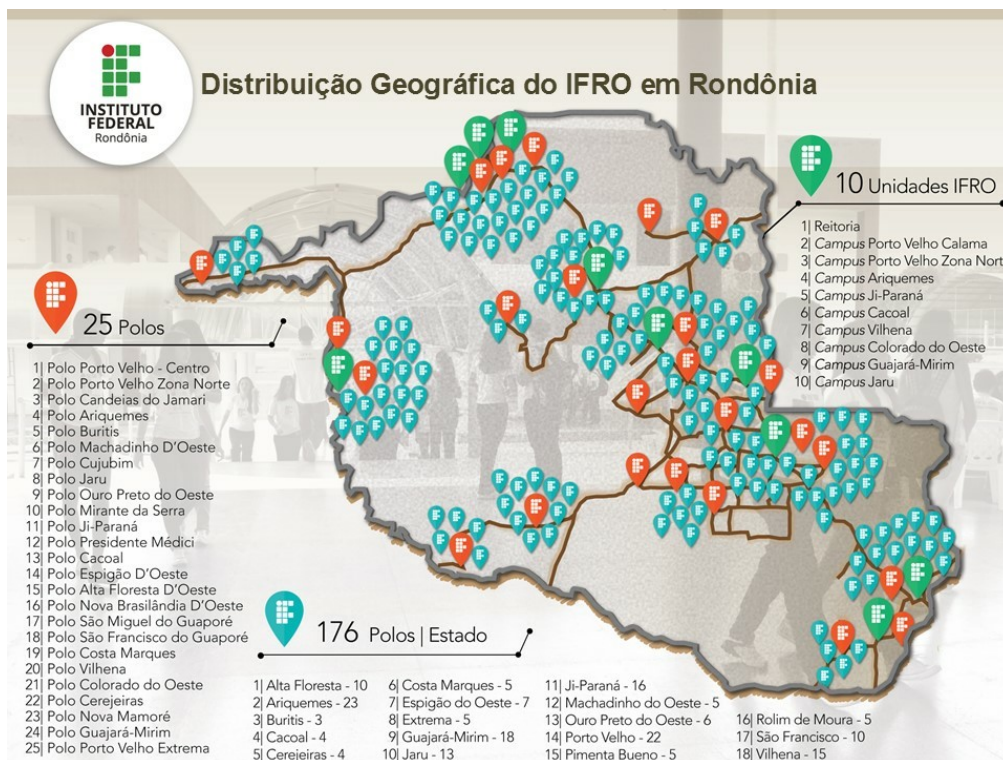 INSTITUTO
FEDERAL
Rondônia
Distribuição Geográfica do IFRO em Rondônia
10 Unidades IFRO
1| Reitoria
2| Campus Porto Velho Calama
3| Campus Porto Velho Zona Nort
4| Campus Ariquemes
5| Campus Ji-Paraná
6| Campus Cacoal
7| Campus Vilhena
8| Campus Colorado do Oeste
9| Campus Guajará-Mirim
10| Campus Jaru
25 Polos
1| Polo Porto Velho - Centro
2| Polo Porto Velho Zona Norte
3| Polo Candeias do Jamari
4| Polo Ariquemes
5| Polo Buritis
6| Polo Machadinho D'Oeste
7| Polo Cujubim
8| Polo Jaru
9| Polo Ouro Preto do Oeste
10| Polo Mirante da Serra
11| Polo Ji-Paraná
12| Polo Presidente Médici
13| Polo Cacoal
14| Polo Espigão D'Oeste
15| Polo Alta Floresta D'Oeste
16| Polo Nova Brasilândia D'Oeste
17| Polo São Miguel do Guaporé
18| Polo São Francisco do Guaporé
19| Polo Costa Marques
20| Polo Vilhena
21| Polo Colorado do Oeste
22| Polo Cerejeiras
23| Polo Nova Mamoré
24| Polo Guajará-Mirim
25| Polo Porto Velho Extrema
176 Polos | Estado
1| Alta Floresta - 10
2| Ariquemes - 23
3| Buritis - 3
4| Cacoal - 4
5| Cerejeiras - 4
6| Costa Marques - 5
7| Espigão do Oeste - 7
8| Extrema - 5
9| Guajará-Mirim - 18
10| Jaru - 13
11| Ji-Paraná - 16
12| Machadinho do Oeste - 5
13| Ouro Preto do Oeste - 6
14| Porto Velho - 22
15| Pimenta Bueno - 5
16| Rolim de Moura - 5
17| São Francisco - 10
18| Vilhena - 15